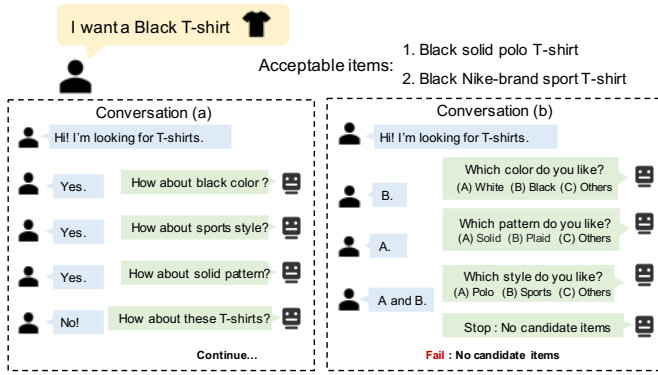 I want a Black T-shirt
Acceptable items:
1. Black solid polo T-shirt
2. Black Nike-brand sport T-shirt
Conversation (a)
Hi! I'm looking for T-shirts.
How about black color ?
Yes.
How about sports style?
Yes.
How about solid pattern?
Yes.
How about these T-shirts?
No!
Continue...
Conversation (b)
Hi! I'm looking for T-shirts.
Which color do you like?
(A) White (B) Black (C) Others
B.
Which pattern do you like?
(A) Solid (B) Plaid (C) Others
A.
Which style do you like?
(A) Polo (B) Sports (C) Others
A and B.
Stop : No candidate items
Fail : No candidate items